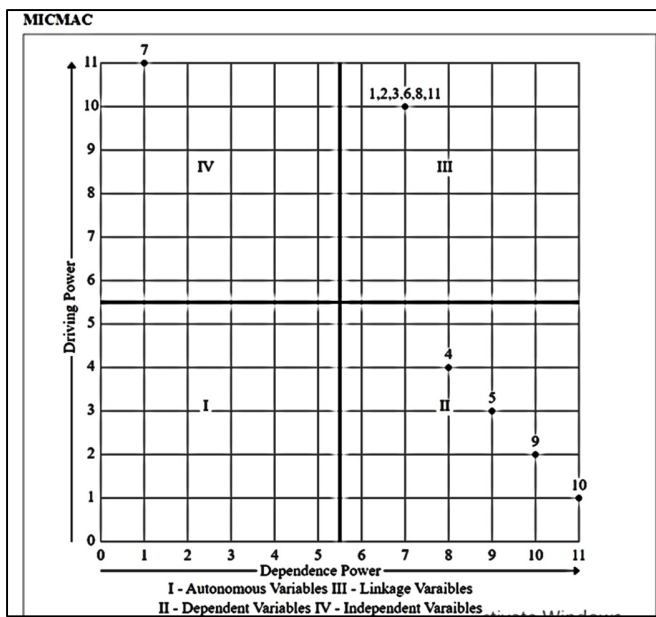 MICMAC
7
11
1,2,3,6,8,11
10
9
IV
III
8
7
6
Driving Power
5
4
4
5
3
I
II
9
2
10
1
0
0 1 2 3 4 5 6 7 8 9 10 11
Dependence Power
I - Autonomous Variables III - Linkage Varaibles
II - Dependent Variables IV - Independent Varaibles